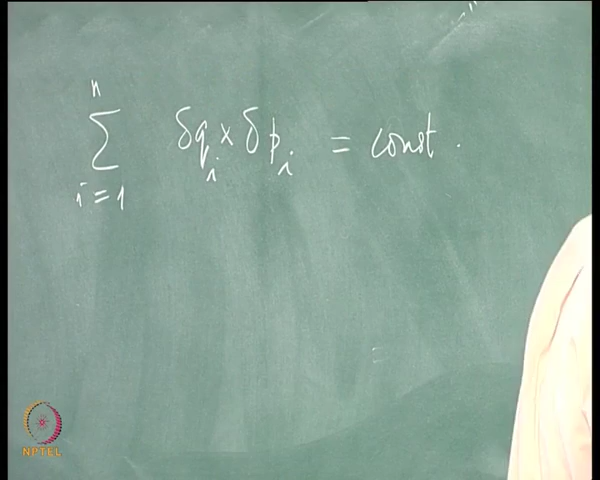 n
∑ δq_i × δp_i = const.
i = 1
NPTEL